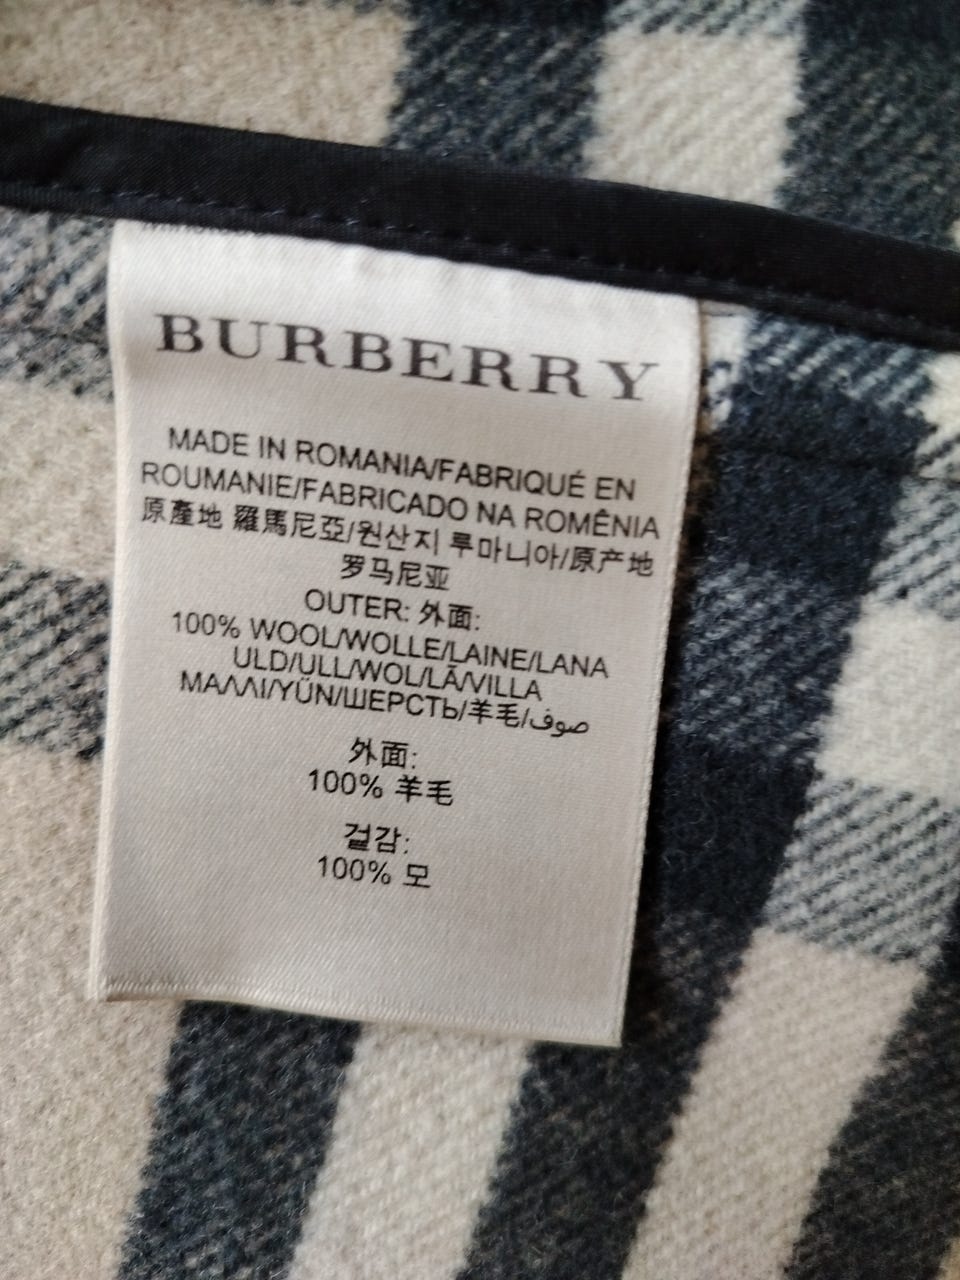 BURBERRY
MADE IN ROMANIA/FABRIQUÉ EN
ROUMANIE/FABRICADO NA ROMÊNIA
原產地 羅馬尼亞/원산지 루마니아/原产地
罗马尼亚
OUTER: 外面:
100% WOOL/WOLLE/LAINE/LANA
ULD/ULL/WOL/LÃ/VILLA
ΜΑΛΛΙ/YÜN/ШЕРСТЬ/羊毛/صوف
外面:
100% 羊毛
겉감:
100% 모